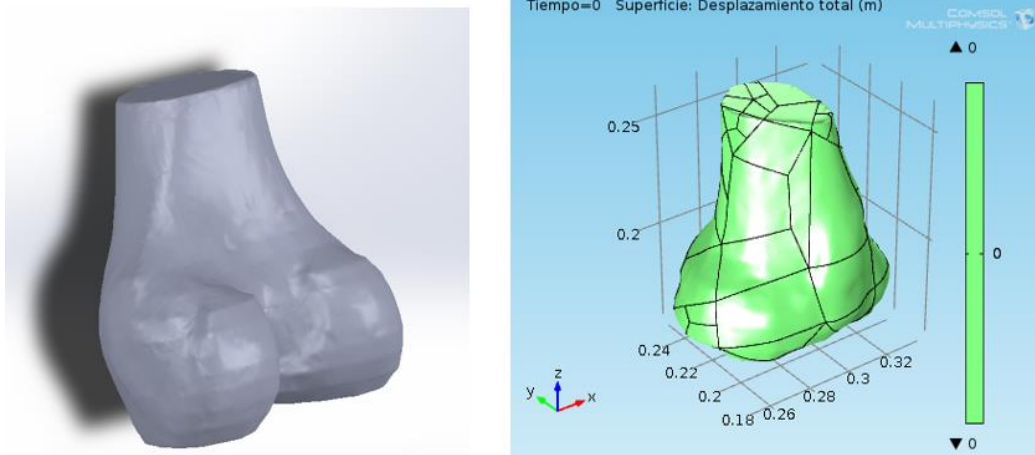 Tiempo=0 Superficie: Desplazamiento total (m)
COMSOL
MULTIPHYSICS
▲ 0
0.25
0.2
0
0.24
0.22
0.2
0.18
0.26
0.28
0.3
0.32
z
y
x
▼ 0